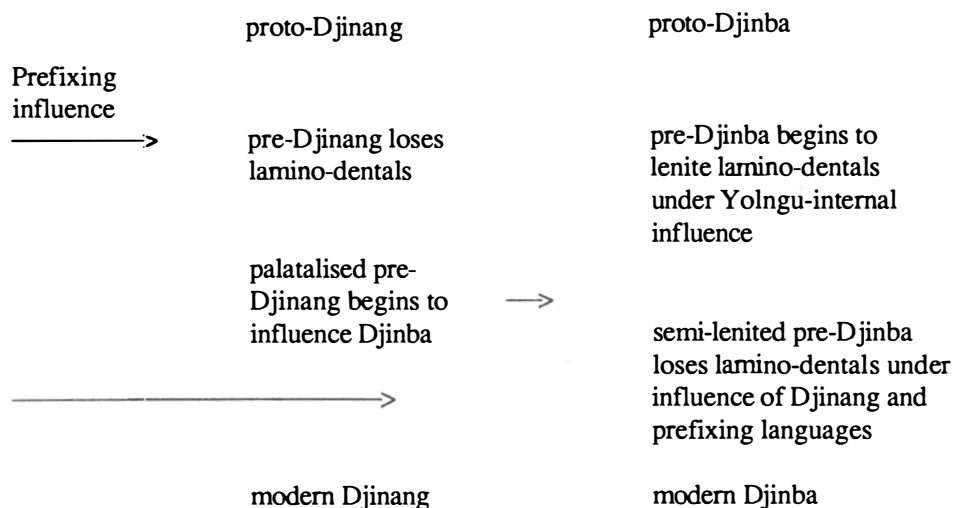 proto-Djinang
proto-Djinba
Prefixing
influence
pre-Djinang loses
lamino-dentals
pre-Djinba begins to
lenite lamino-dentals
under Yolngu-internal
influence
palatalised pre-
Djinang begins to
influence Djinba
semi-lenited pre-Djinba
loses lamino-dentals under
influence of Djinang and
prefixing languages
modern Djinang
modern Djinba